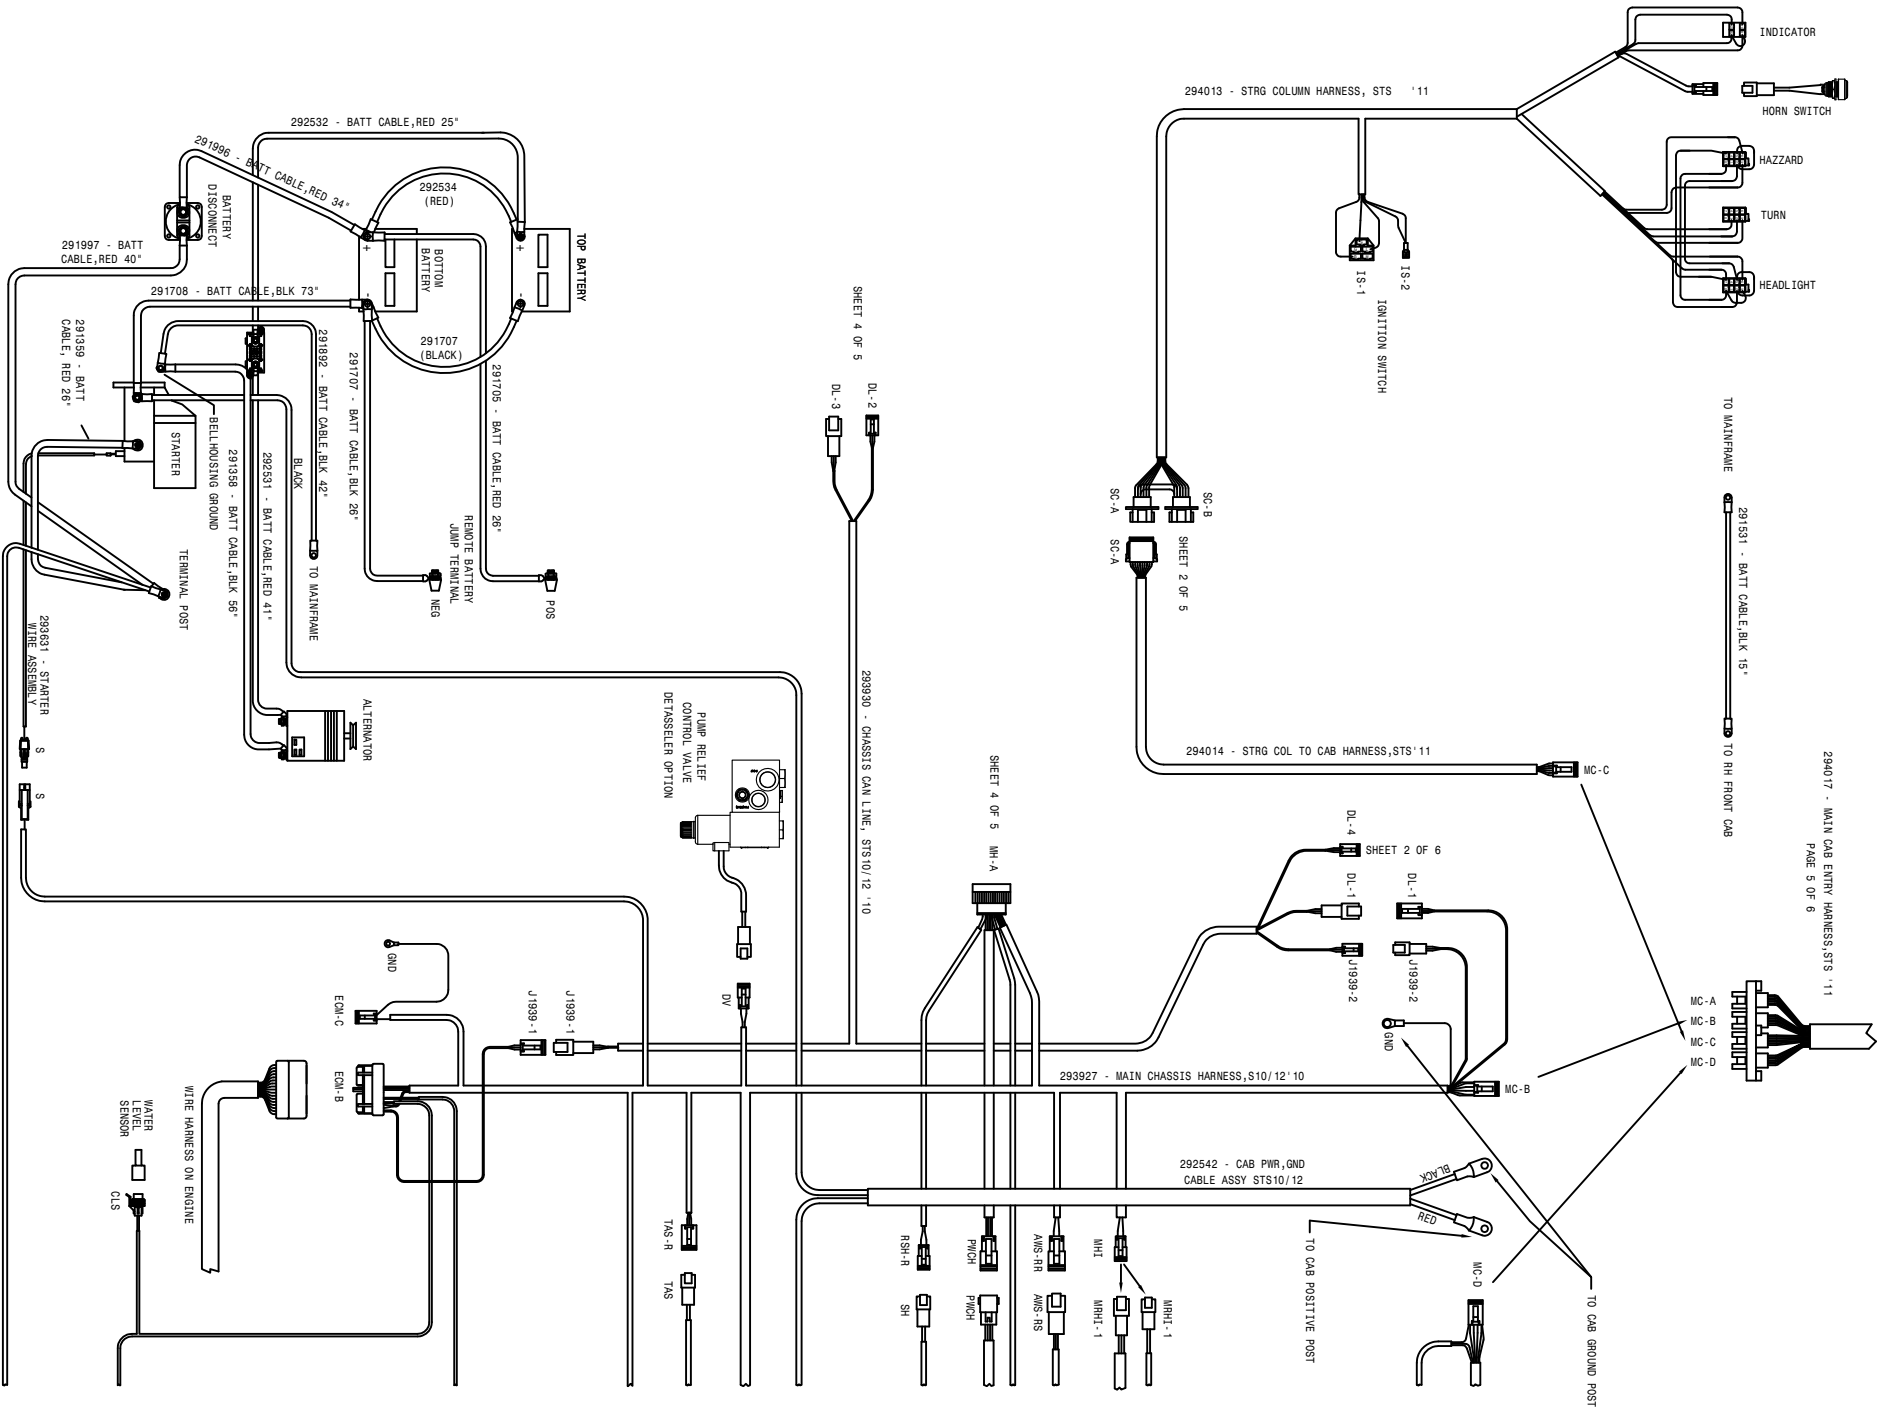 INDICATOR
HORN SWITCH
HAZZARD
TURN
HEADLIGHT
294013 - STRG COLUMN HARNESS, STS '11
IS-1
IS-2
IGNITION SWITCH
292532 - BATT CABLE,RED 25"
291996 - BATT CABLE,RED 34"
292534
(RED)
BATTERY
DISCONNECT
291997 - BATT
CABLE,RED 40"
+
-
BOTTOM
BATTERY
+
-
TOP BATTERY
291708 - BATT CABLE,BLK 73"
291707
(BLACK)
291359 - BATT
CABLE, RED 26"
291892 - BATT CABLE,BLK 42"
291707 - BATT CABLE,BLK 26"
291705 - BATT CABLE,RED 26"
STARTER
BELLHOUSING GROUND
291358 - BATT CABLE,BLK 56"
292531 - BATT CABLE,RED 41"
BLACK
TO MAINFRAME
REMOTE BATTERY
JUMP TERMINAL
NEG
POS
TERMINAL POST
293631 - STARTER
WIRE ASSEMBLY
S
S
ALTERNATOR
SHEET 4 OF 5
DL-3
DL-2
293930 - CHASSIS CAN LINE, STS10/12 '10
SC-A
SC-B
SC-A
SHEET 2 OF 5
TO MAINFRAME
291531 - BATT CABLE,BLK 15"
TO RH FRONT CAB
294014 - STRG COL TO CAB HARNESS,STS'11
MC-C
294017 - MAIN CAB ENTRY HARNESS,STS '11
PAGE 5 OF 6
PUMP RELIEF
CONTROL VALVE
DETASSELER OPTION
SHEET 4 OF 5 MH-A
DL-4
SHEET 2 OF 6
DL-1
DL-1
J1939-2
J1939-2
GND
MC-A
MC-B
MC-C
MC-D
GND
ECM-C
J1939-1
J1939-1
DV
ECM-B
293927 - MAIN CHASSIS HARNESS,S10/12'10
MC-B
WIRE HARNESS ON ENGINE
WATER
LEVEL
SENSOR
CLS
292542 - CAB PWR,GND
CABLE ASSY STS10/12
BLACK
RED
TAS-R
TAS
RSH-R
SH
PWCH
PWCH
AWS-RR
AWS-RS
MHI
MRHI-1
MRHI-1
TO CAB POSITIVE POST
MC-D
TO CAB GROUND POST